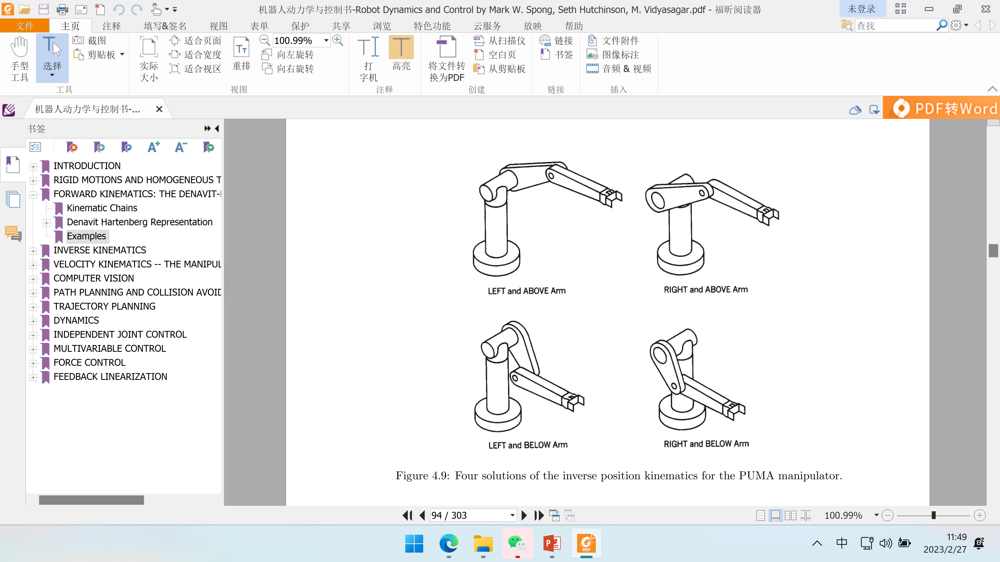 机器人动力学与控制书-Robot Dynamics and Control by Mark W. Spong, Seth Hutchinson, M. Vidyasagar.pdf - 福昕阅读器
未登录
文件 主页 注释 填写&签名 视图 表单 保护 共享 浏览 特色功能 云服务 放映 帮助
查找
手型
工具
选择
截图
剪贴板
工具
实际
大小
适合页面
适合宽度
适合视区
重排
100.99%
向左旋转
向右旋转
视图
打
字机
高亮
注释
将文件转
换为PDF
从扫描仪
空白页
从剪贴板
创建
链接
书签
链接
文件附件
图像标注
音频 & 视频
插入
机器人动力学与控制书-...
PDF转Word
书签
INTRODUCTION
RIGID MOTIONS AND HOMOGENEOUS T
FORWARD KINEMATICS: THE DENAVIT-
Kinematic Chains
Denavit Hartenberg Representation
Examples
INVERSE KINEMATICS
VELOCITY KINEMATICS -- THE MANIPUL
COMPUTER VISION
PATH PLANNING AND COLLISION AVOID
TRAJECTORY PLANNING
DYNAMICS
INDEPENDENT JOINT CONTROL
MULTIVARIABLE CONTROL
FORCE CONTROL
FEEDBACK LINEARIZATION
LEFT and ABOVE Arm
RIGHT and ABOVE Arm
LEFT and BELOW Arm
RIGHT and BELOW Arm
Figure 4.9: Four solutions of the inverse position kinematics for the PUMA manipulator.
94 / 303
100.99%
中
11:49
2023/2/27